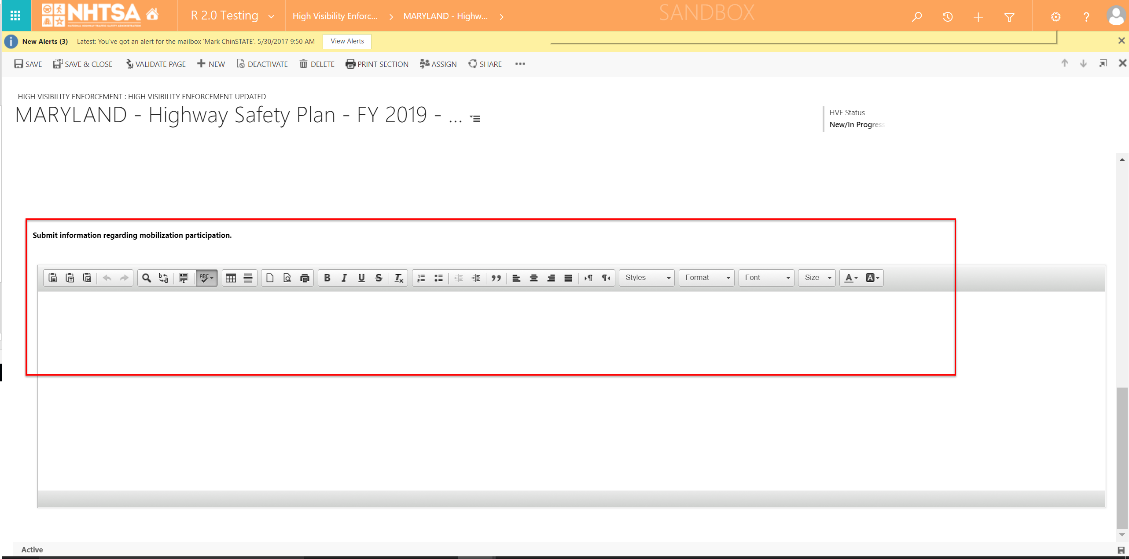 NHTSA R 2.0 Testing High Visibility Enforc... MARYLAND - Highw... SANDBOX ?
New Alerts (3) Latest: You've got an alert for the mailbox 'Mark ChinSTATE'. 5/30/2017 9:50 AM View Alerts
SAVE SAVE & CLOSE VALIDATE PAGE NEW DEACTIVATE DELETE PRINT SECTION ASSIGN SHARE
HIGH VISIBILITY ENFORCEMENT : HIGH VISIBILITY ENFORCEMENT UPDATED
MARYLAND - Highway Safety Plan - FY 2019 - ...
HVE Status
New/In Progress
Submit information regarding mobilization participation.
B I U S Tx Styles Format Font Size A A
Active